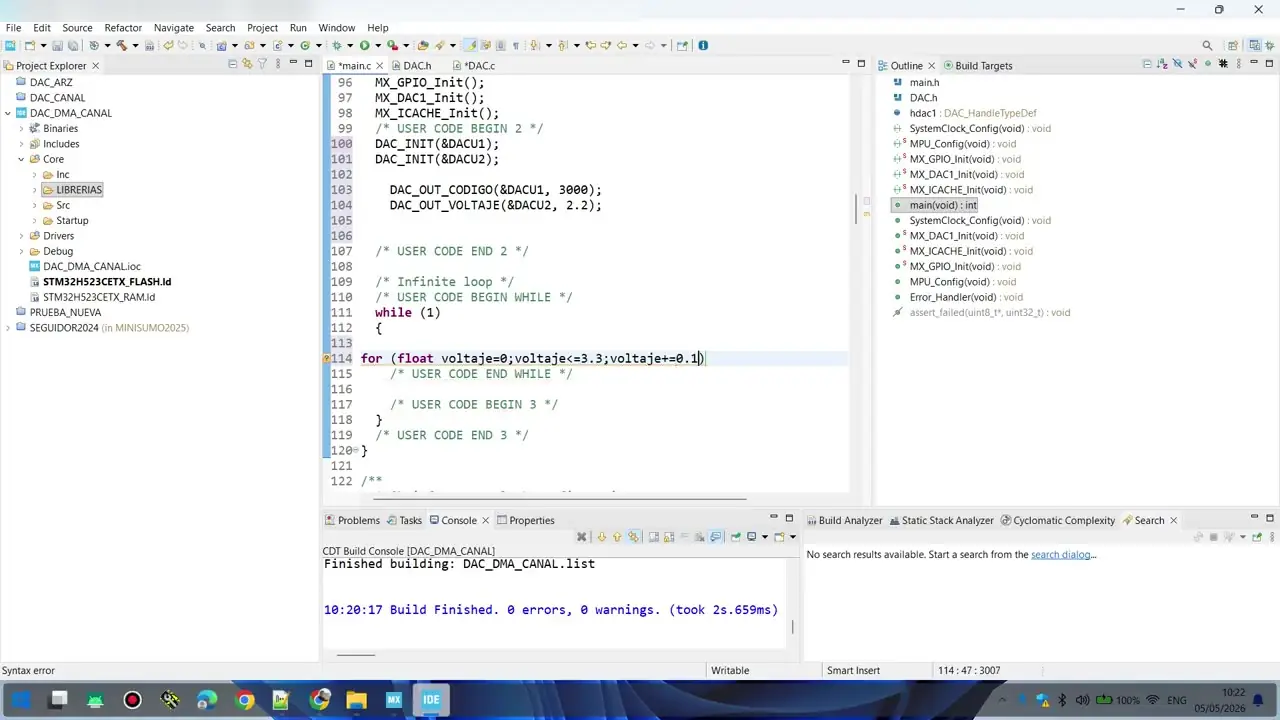 File Edit Source Refactor Navigate Search Project Run Window Help
Project Explorer
DAC_ARZ
DAC_CANAL
DAC_DMA_CANAL
Binaries
Includes
Core
Inc
LIBRERIAS
Src
Startup
Drivers
Debug
DAC_DMA_CANAL.ioc
STM32H523CETX_FLASH.ld
STM32H523CETX_RAM.ld
PRUEBA_NUEVA
SEGUIDOR2024 (in MINISUMO2025)
*main.c DAC.h *DAC.c
96 MX_GPIO_Init();
97 MX_DAC1_Init();
98 MX_ICACHE_Init();
99 /* USER CODE BEGIN 2 */
100 DAC_INIT(&DACU1);
101 DAC_INIT(&DACU2);
102
103 DAC_OUT_CODIGO(&DACU1, 3000);
104 DAC_OUT_VOLTAJE(&DACU2, 2.2);
105
106
107 /* USER CODE END 2 */
108
109 /* Infinite loop */
110 /* USER CODE BEGIN WHILE */
111 while (1)
112 {
113
114 for (float voltaje=0;voltaje<=3.3;voltaje+=0.1)
115 /* USER CODE END WHILE */
116
117 /* USER CODE BEGIN 3 */
118 }
119 /* USER CODE END 3 */
120 }
121
122 /**
Outline Build Targets
main.h
DAC.h
hdac1 : DAC_HandleTypeDef
SystemClock_Config(void) : void
MPU_Config(void) : void
MX_GPIO_Init(void) : void
MX_DAC1_Init(void) : void
MX_ICACHE_Init(void) : void
main(void) : int
SystemClock_Config(void) : void
MX_DAC1_Init(void) : void
MX_ICACHE_Init(void) : void
MX_GPIO_Init(void) : void
MPU_Config(void) : void
Error_Handler(void) : void
assert_failed(uint8_t*, uint32_t) : void
Problems Tasks Console Properties
CDT Build Console [DAC_DMA_CANAL]
Finished building: DAC_DMA_CANAL.list
10:20:17 Build Finished. 0 errors, 0 warnings. (took 2s.659ms)
Build Analyzer Static Stack Analyzer Cyclomatic Complexity Search
No search results available. Start a search from the search dialog...
Syntax error Writable Smart Insert 114 : 47 : 3007
MX IDE 100% ENG 10:22
05/05/2026